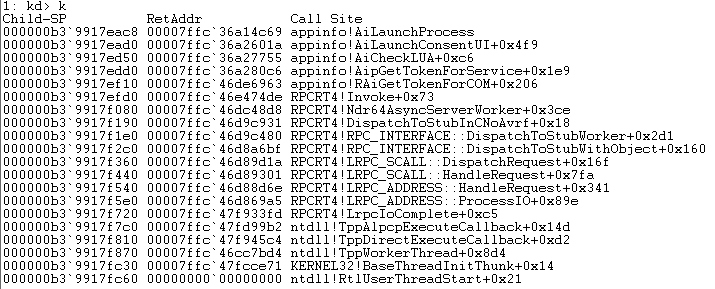 1: kd> k
Child-SP          RetAddr           Call Site
000000b3`9917eac8 00007ffc`36a14c69 appinfo!AiLaunchProcess
000000b3`9917ead0 00007ffc`36a2601a appinfo!AiLaunchConsentUI+0x4f9
000000b3`9917ed50 00007ffc`36a27755 appinfo!AiCheckLUA+0xc6
000000b3`9917edd0 00007ffc`36a280c6 appinfo!AipGetTokenForService+0x1e9
000000b3`9917ef10 00007ffc`46de6963 appinfo!RAiGetTokenForCOM+0x206
000000b3`9917efd0 00007ffc`46e474de RPCRT4!Invoke+0x73
000000b3`9917f080 00007ffc`46dc48d8 RPCRT4!Ndr64AsyncServerWorker+0x3ce
000000b3`9917f190 00007ffc`46d9c931 RPCRT4!DispatchToStubInCNoAvrf+0x18
000000b3`9917f1e0 00007ffc`46d9c480 RPCRT4!RPC_INTERFACE::DispatchToStubWorker+0x2d1
000000b3`9917f2c0 00007ffc`46d8a6bf RPCRT4!RPC_INTERFACE::DispatchToStubWithObject+0x160
000000b3`9917f360 00007ffc`46d89d1a RPCRT4!LRPC_SCALL::DispatchRequest+0x16f
000000b3`9917f440 00007ffc`46d89301 RPCRT4!LRPC_SCALL::HandleRequest+0x7fa
000000b3`9917f540 00007ffc`46d88d6e RPCRT4!LRPC_ADDRESS::HandleRequest+0x341
000000b3`9917f5e0 00007ffc`46d869a5 RPCRT4!LRPC_ADDRESS::ProcessIO+0x89e
000000b3`9917f720 00007ffc`47f933fd RPCRT4!LrpcIoComplete+0xc5
000000b3`9917f7c0 00007ffc`47fd99b2 ntdll!TppAlpcpExecuteCallback+0x14d
000000b3`9917f810 00007ffc`47f945c4 ntdll!TppDirectExecuteCallback+0xd2
000000b3`9917f870 00007ffc`46cc7bd4 ntdll!TppWorkerThread+0x8d4
000000b3`9917fc30 00007ffc`47fcce71 KERNEL32!BaseThreadInitThunk+0x14
000000b3`9917fc60 00000000`00000000 ntdll!RtlUserThreadStart+0x21